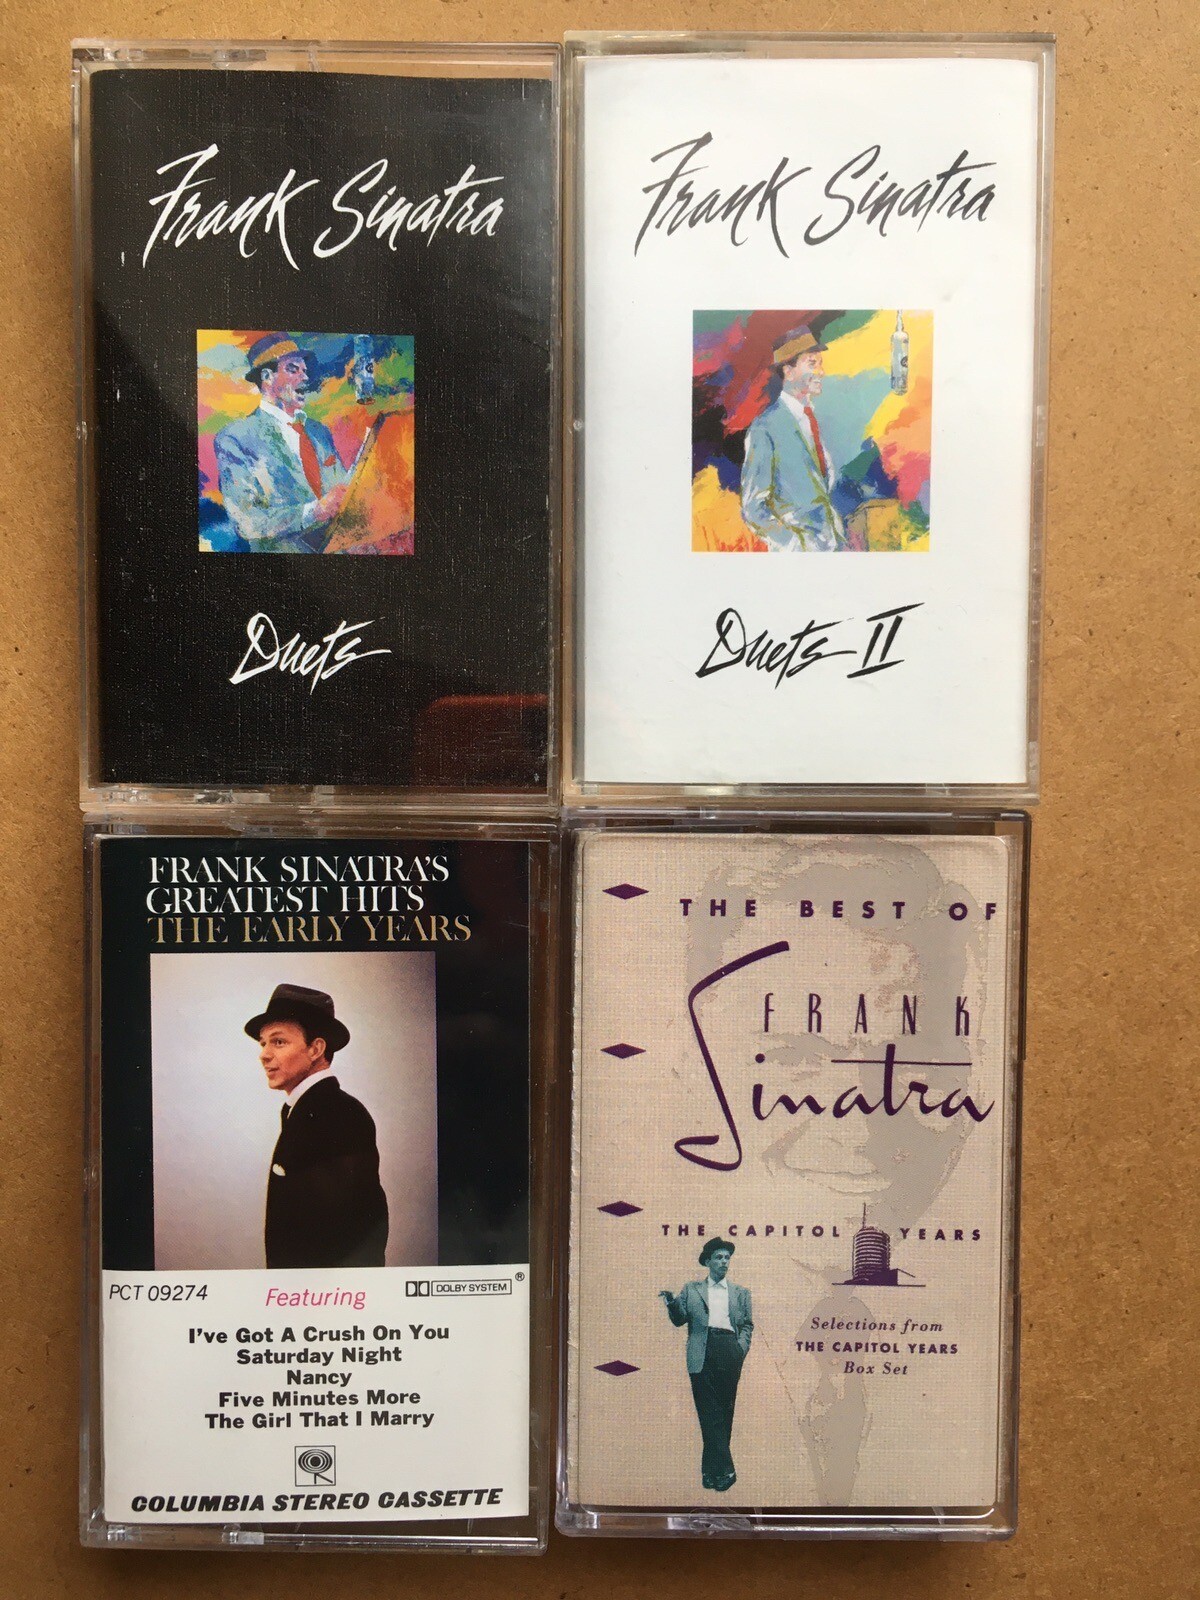 Frank Sinatra
Duets
Frank Sinatra
Duets II
FRANK SINATRA'S
GREATEST HITS
THE EARLY YEARS
PCT 09274
Featuring
DOLBY SYSTEM ®
I've Got A Crush On You
Saturday Night
Nancy
Five Minutes More
The Girl That I Marry
COLUMBIA STEREO CASSETTE
THE BEST OF
FRANK
Sinatra
THE CAPITOL YEARS
Selections from
THE CAPITOL YEARS
Box Set